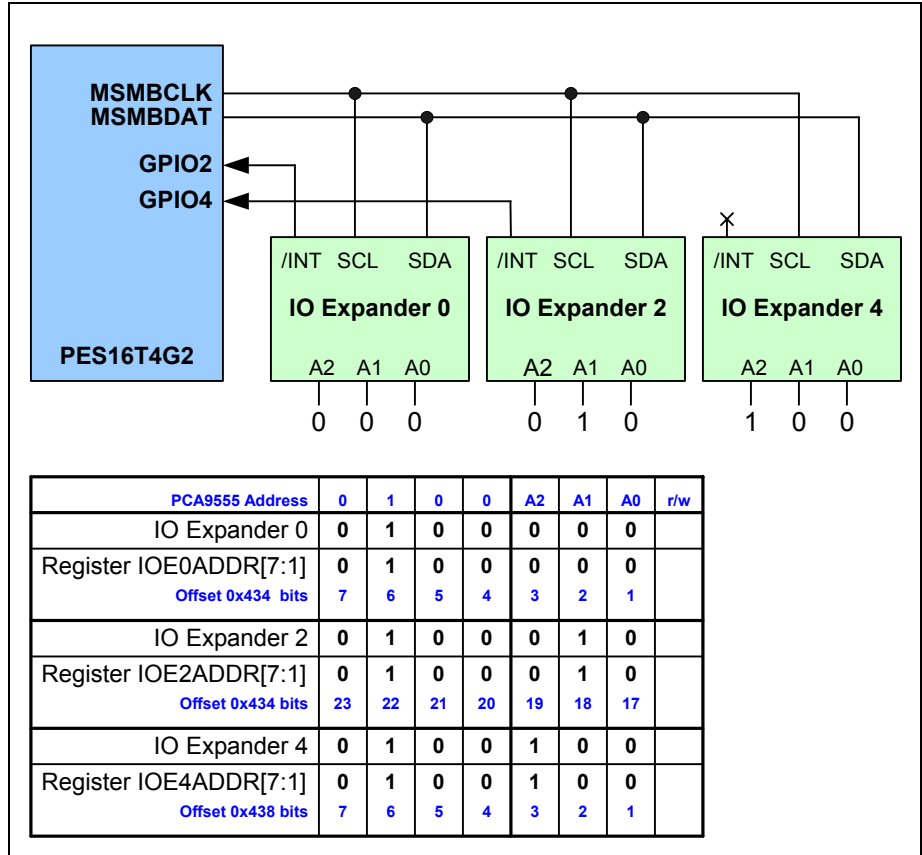 MSMBCLK
MSMBDAT
GPIO2
GPIO4
PES16T4G2
/INT SCL SDA
IO Expander 0
A2 A1 A0
0 0 0
/INT SCL SDA
IO Expander 2
A2 A1 A0
0 1 0
/INT SCL SDA
IO Expander 4
A2 A1 A0
1 0 0
PCA9555 Address 0 1 0 0 A2 A1 A0 r/w
IO Expander 0 0 1 0 0 0 0 0
Register IOE0ADDR[7:1] 0 1 0 0 0 0 0
Offset 0x434 bits 7 6 5 4 3 2 1
IO Expander 2 0 1 0 0 0 1 0
Register IOE2ADDR[7:1] 0 1 0 0 0 1 0
Offset 0x434 bits 23 22 21 20 19 18 17
IO Expander 4 0 1 0 0 1 0 0
Register IOE4ADDR[7:1] 0 1 0 0 1 0 0
Offset 0x438 bits 7 6 5 4 3 2 1